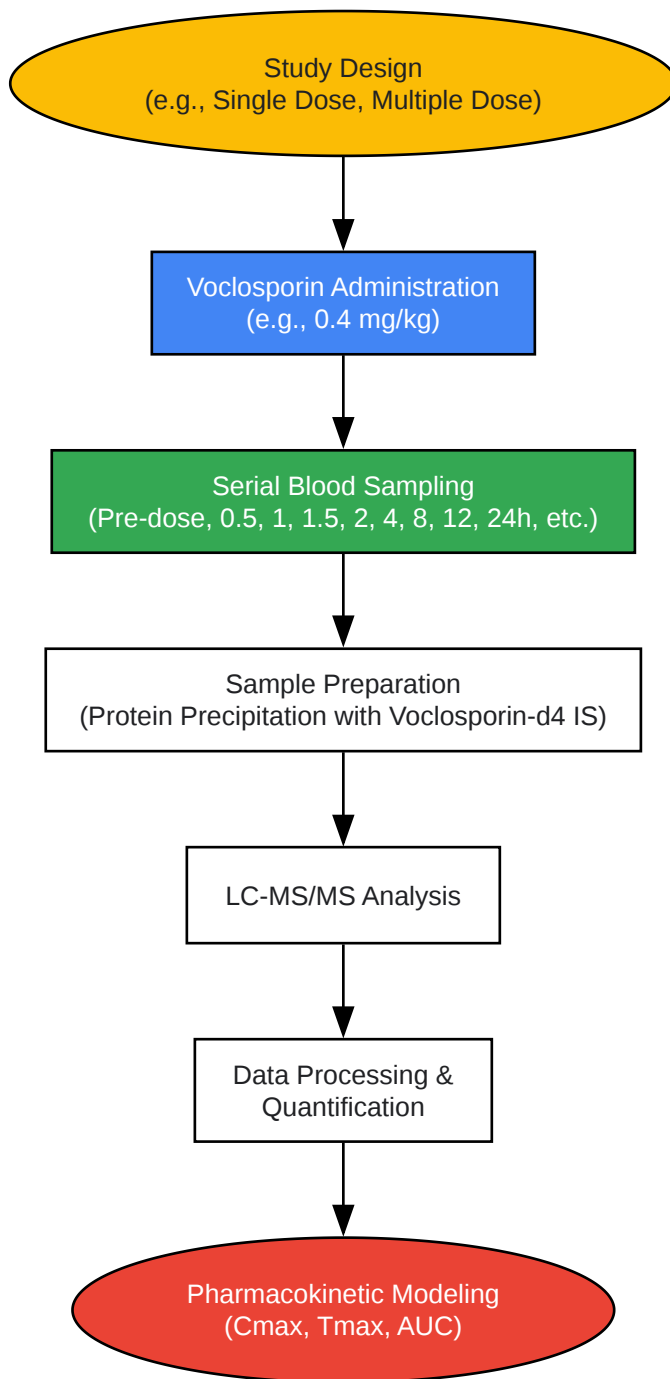 Study Design
(e.g., Single Dose, Multiple Dose)
Voclosporin Administration
(e.g., 0.4 mg/kg)
Serial Blood Sampling
(Pre-dose, 0.5, 1, 1.5, 2, 4, 8, 12, 24h, etc.)
Sample Preparation
(Protein Precipitation with Voclosporin-d4 IS)
LC-MS/MS Analysis
Data Processing &
Quantification
Pharmacokinetic Modeling
(Cmax, Tmax, AUC)